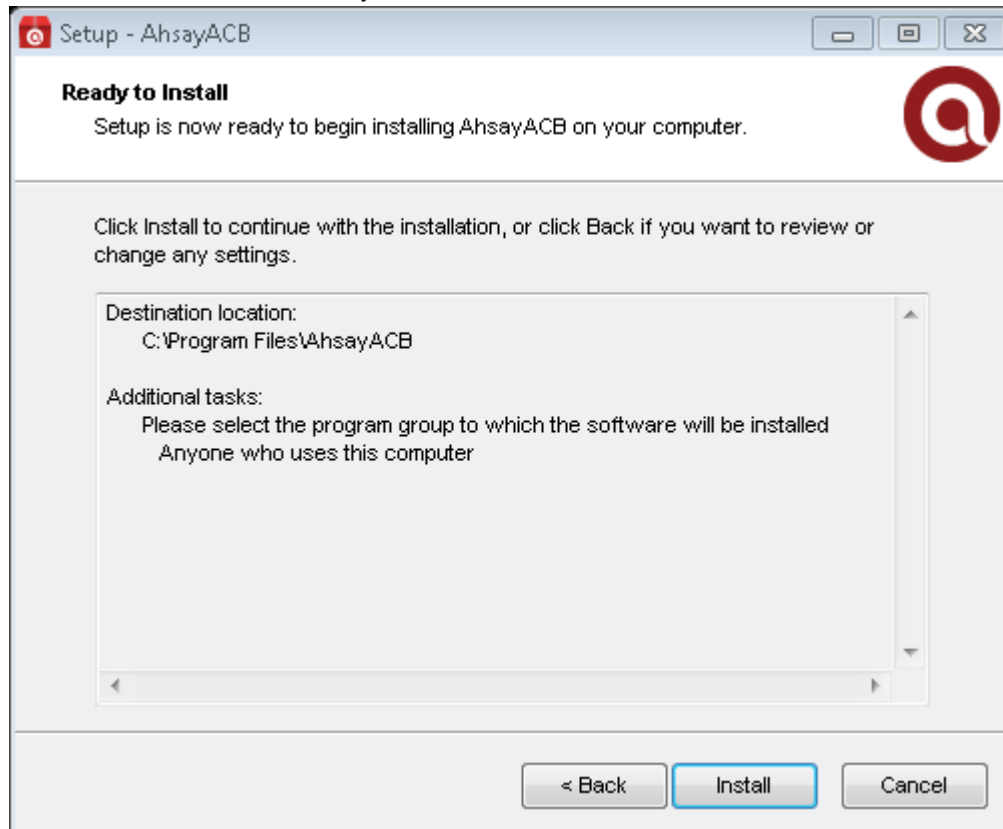 Setup - AhsayACB
Ready to Install
Setup is now ready to begin installing AhsayACB on your computer.
Click Install to continue with the installation, or click Back if you want to review or
change any settings.
Destination location:
C:\Program Files\AhsayACB
Additional tasks:
Please select the program group to which the software will be installed
Anyone who uses this computer
< Back
Install
Cancel